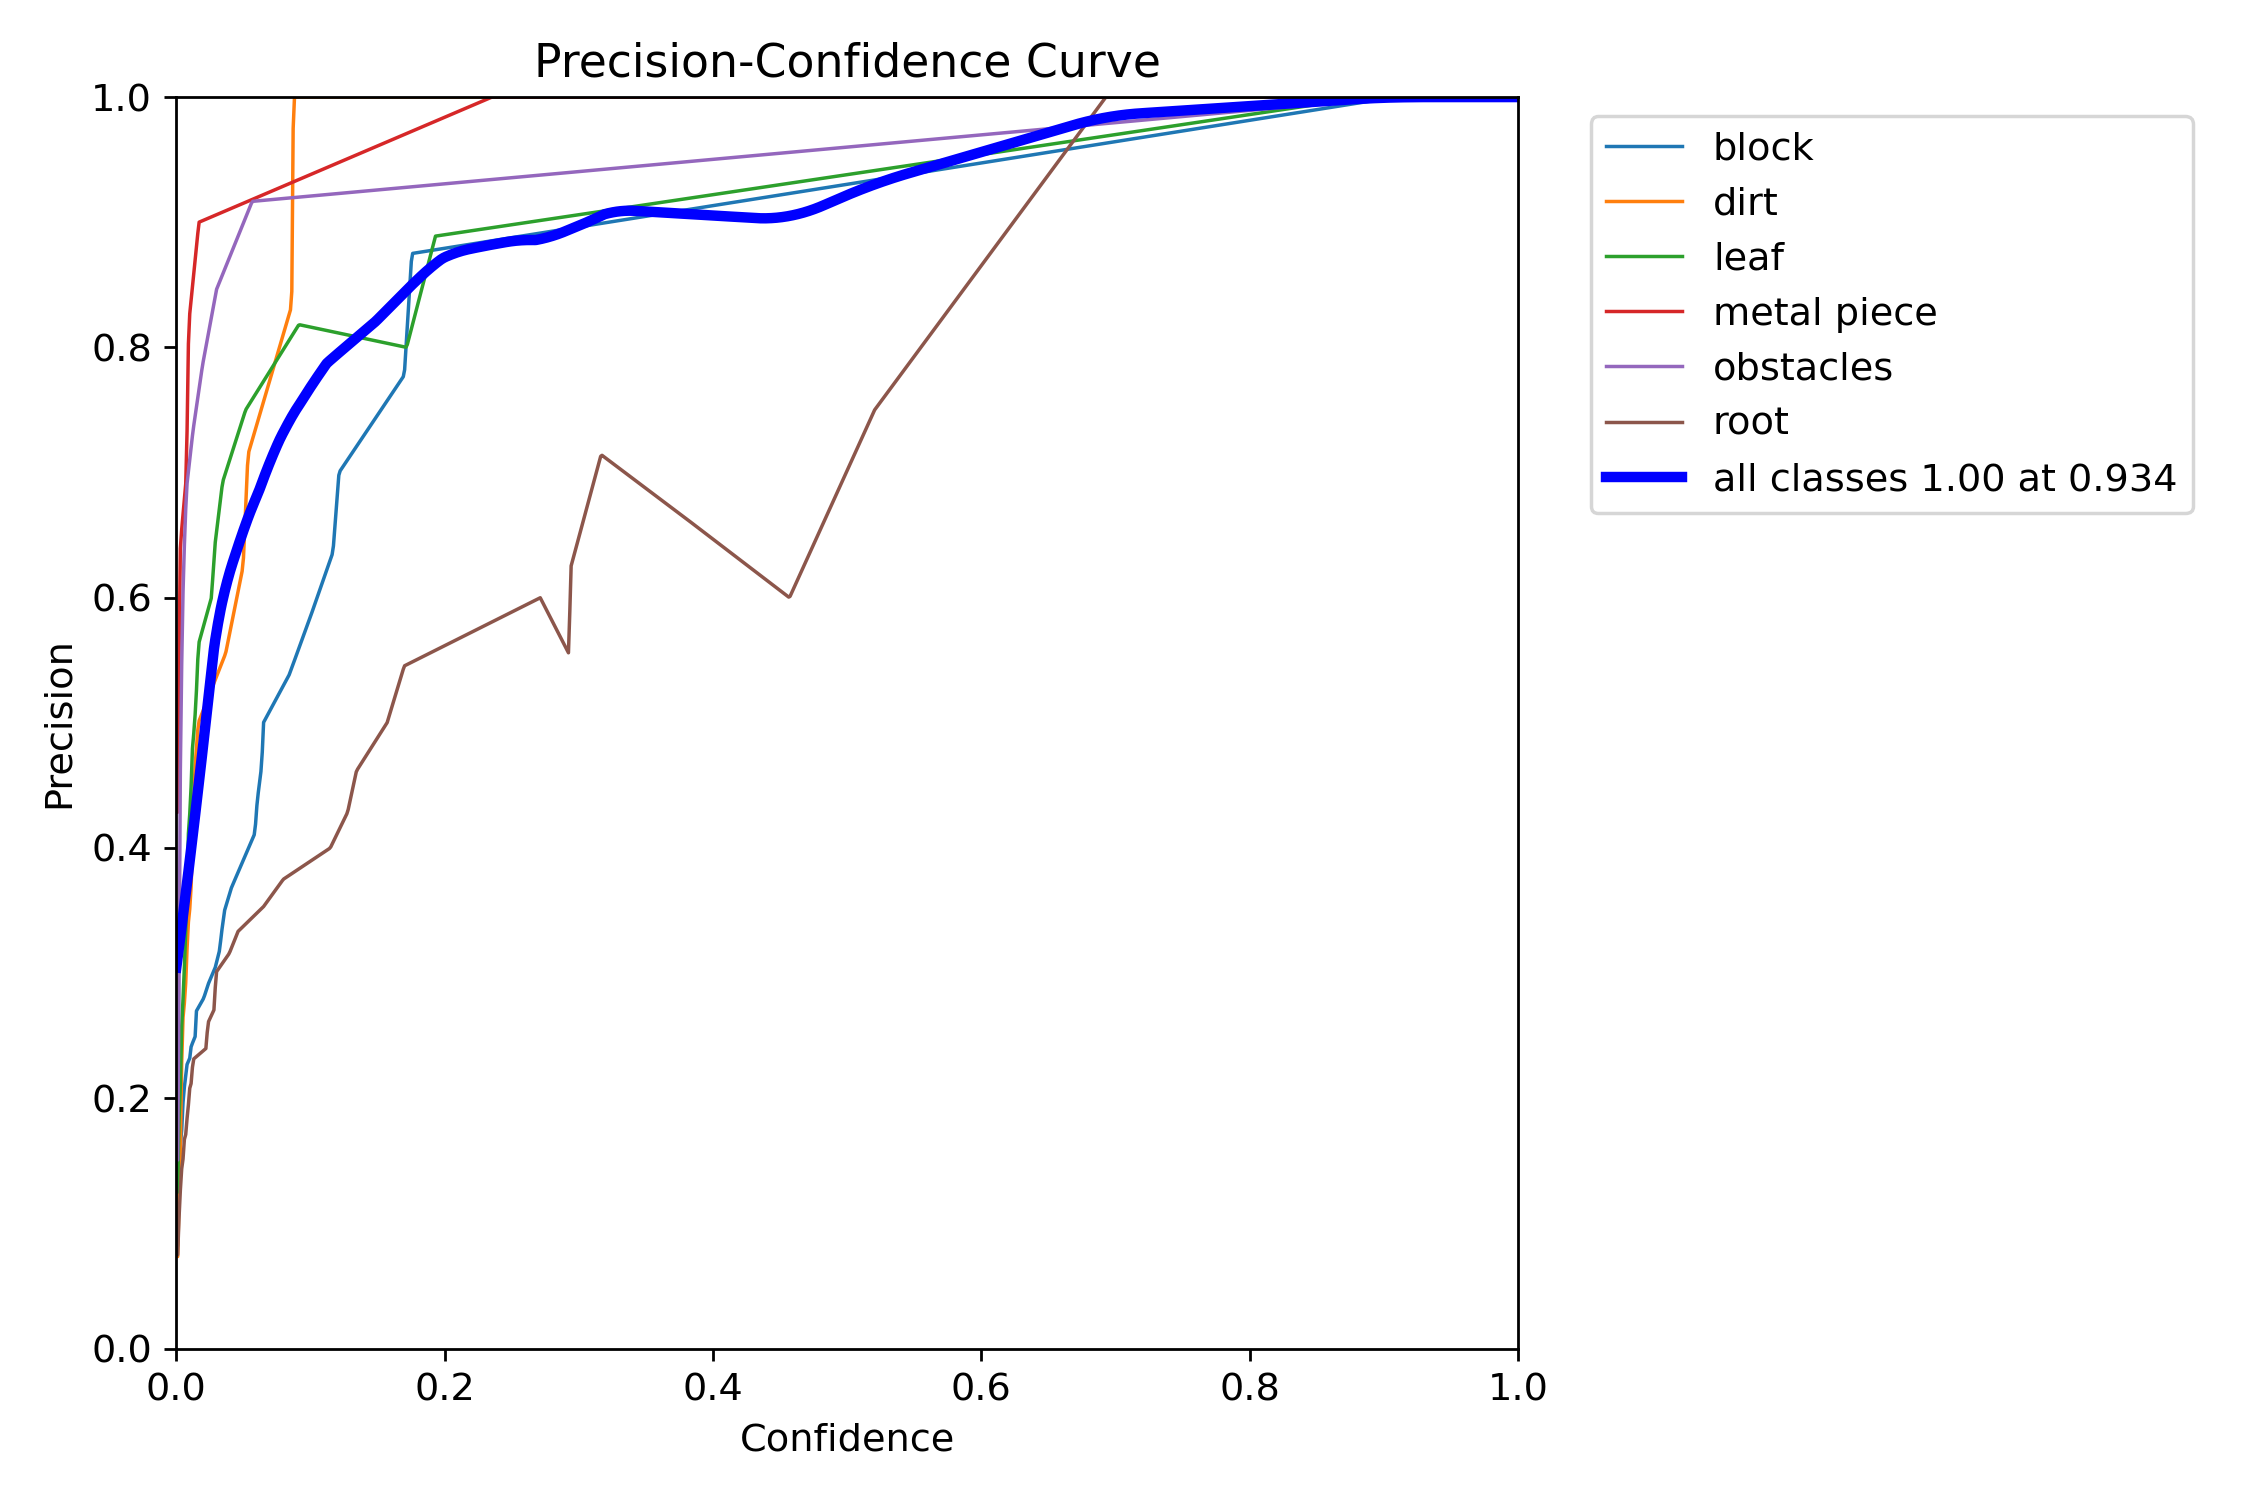 Precision-Confidence Curve
1.0
0.8
0.6
0.4
0.2
0.0
Precision
0.0 0.2 0.4 0.6 0.8 1.0
Confidence
block
dirt
leaf
metal piece
obstacles
root
all classes 1.00 at 0.934